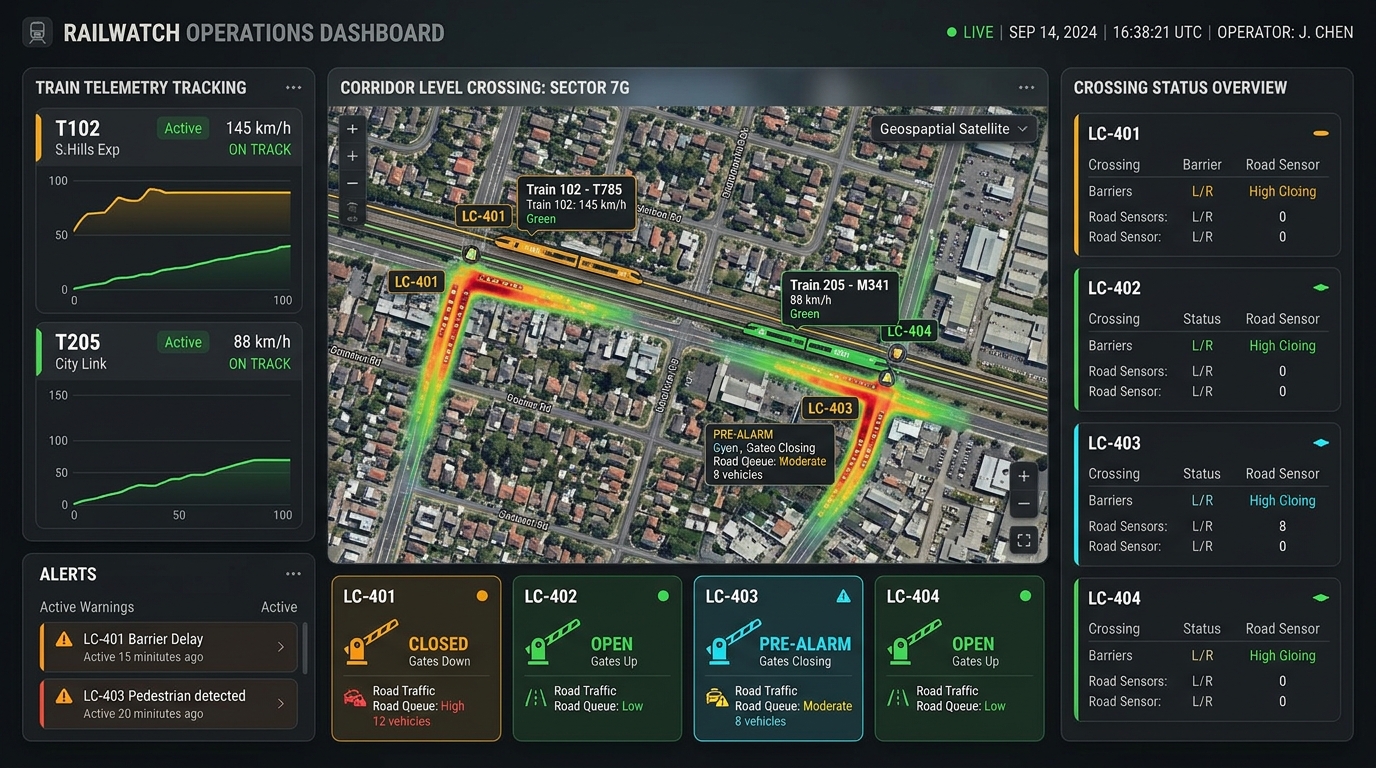 RAILWATCH OPERATIONS DASHBOARD
LIVE | SEP 14, 2024 | 16:38:21 UTC | OPERATOR: J. CHEN
TRAIN TELEMETRY TRACKING
T102 Active 145 km/h
S.Hills Exp ON TRACK
100
50
0
0 100
T205 Active 88 km/h
City Link ON TRACK
150
100
50
0
0 50 100
ALERTS
Active Warnings Active
LC-401 Barrier Delay
Active 15 minitutes ago
LC-403 Pedestrian detected
Active 20 minxtutes ago
CORRIDOR LEVEL CROSSING: SECTOR 7G
Geospaptial Satellite
Train 102 - T785
Train 102: 145 km/h
Green
LC-401
LC-401
Train 205 - M341
88 km/h
Green
LC-404
LC-403
PRE-ALARM
Gyen, Gateo Closing
Road Queue: Moderate
8 vehicles
LC-401
CLOSED
Gates Down
Road Traffic
Road Queue: High
12 vehicies
LC-402
OPEN
Gates Up
Road Traffic
Road Queue: Low
LC-403
PRE-ALARM
Gates Closing
Road Traffic
Road Queue: Moderate
8 vehicles
LC-404
OPEN
Gates Up
Road Traffic
Road Queue: Low
CROSSING STATUS OVERVIEW
LC-401
Crossing Barrier Road Sensor
Barriers L/R High Cloing
Road Sensors: L/R 0
Road Sensor: L/R 0
LC-402
Crossing Status Road Sensor
Barriers L/R High Cioing
Road Sensors: L/R 0
Road Sensor: L/R 0
LC-403
Crossing Status Road Sensor
Barriers L/R High Gloing
Road Sensors: L/R 8
Road Sensor: L/R 0
LC-404
Crossing Status Road Sensor
Barriers L/R High Gloing
Road Sensors: L/R 0
Road Sensor: L/R 0